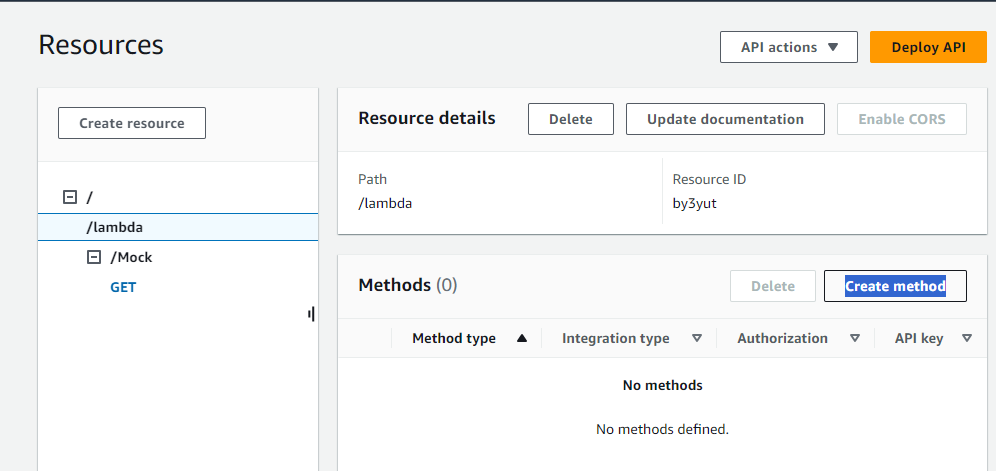 Resources
API actions
Deploy API
Create resource
/
/lambda
/Mock
GET
Resource details
Delete
Update documentation
Enable CORS
Path
/lambda
Resource ID
by3yut
Methods (0)
Delete
Create method
Method type
Integration type
Authorization
API key
No methods
No methods defined.